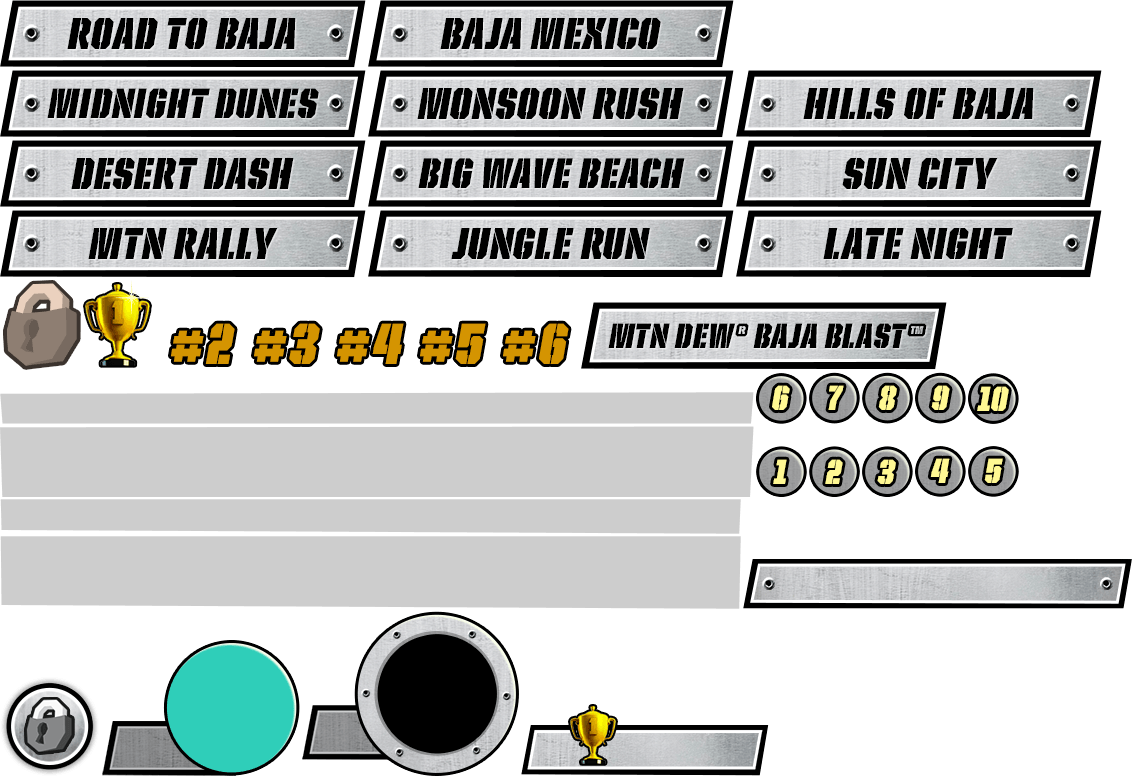 ROAD TO BAJA
BAJA MEXICO
MIDNIGHT DUNES
MONSOON RUSH
HILLS OF BAJA
DESERT DASH
BIG WAVE BEACH
SUN CITY
MTN RALLY
JUNGLE RUN
LATE NIGHT
1
#2 #3 #4 #5 #6
MTN DEW® BAJA BLAST™
6 7 8 9 10
1 2 3 4 5
1